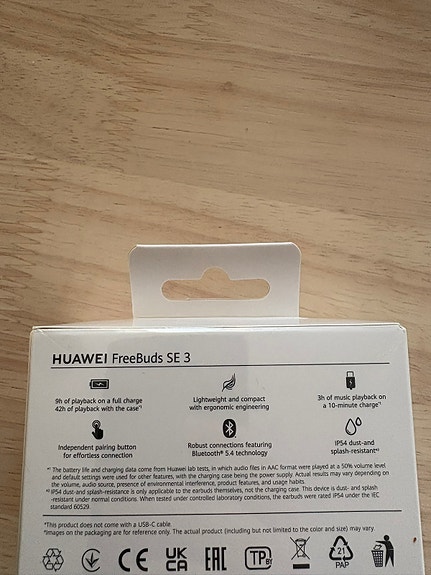 HUAWEI FreeBuds SE 3
9h of playback on a full charge
42h of playback with the case*¹
Lightweight and compact
with ergonomic engineering
3h of music playback on
a 10-minute charge*¹
Independent pairing button
for effortless connection
Robust connections featuring
Bluetooth® 5.4 technology
IP54 dust-and
splash-resistant*²
*¹ The battery life and charging data come from Huawei lab tests, in which audio files in AAC format were played at a 50% volume level
and default settings were used for other features, with the charging case being the power supply. Actual results may vary depending on
the volume, audio source, presence of environmental interference, product features, and usage habits.
*² IP54 dust-and splash-resistance is only applicable to the earbuds themselves, not the charging case. This device is dust- and splash
-resistant under normal conditions. When tested under controlled laboratory conditions, the earbuds were rated IP54 under the IEC
standard 60529.
*This product does not come with a USB-C cable.
*Images on the packaging are for reference only. The actual product (including but not limited to the color and size) may vary.
CE
UK
CA
EAC
TP
BY
21
PAP